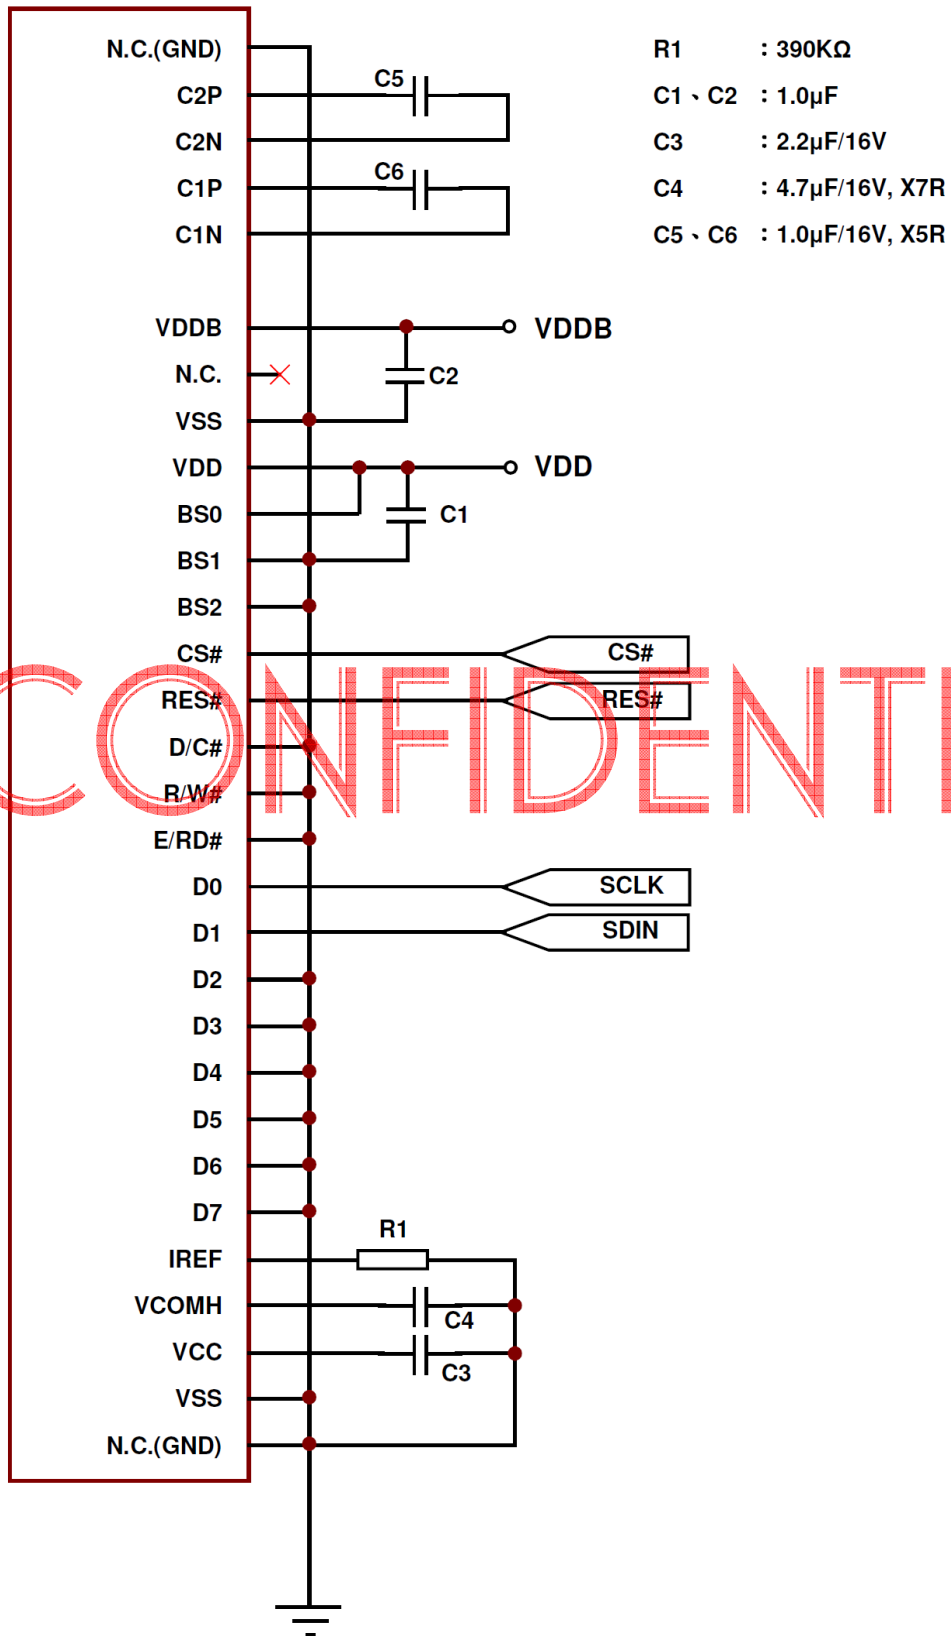 N.C.(GND)
C2P
C2N
C1P
C1N
VDDB
N.C.
VSS
VDD
BS0
BS1
BS2
CS#
RES#
D/C#
R/W#
E/RD#
D0
D1
D2
D3
D4
D5
D6
D7
IREF
VCOMH
VCC
VSS
N.C.(GND)
C5
C6
VDDB
C2
VDD
C1
CS#
RES#
SCLK
SDIN
R1
C4
C3
R1 : 390KΩ
C1、C2 : 1.0μF
C3 : 2.2μF/16V
C4 : 4.7μF/16V, X7R
C5、C6 : 1.0μF/16V, X5R
CONFIDENTI